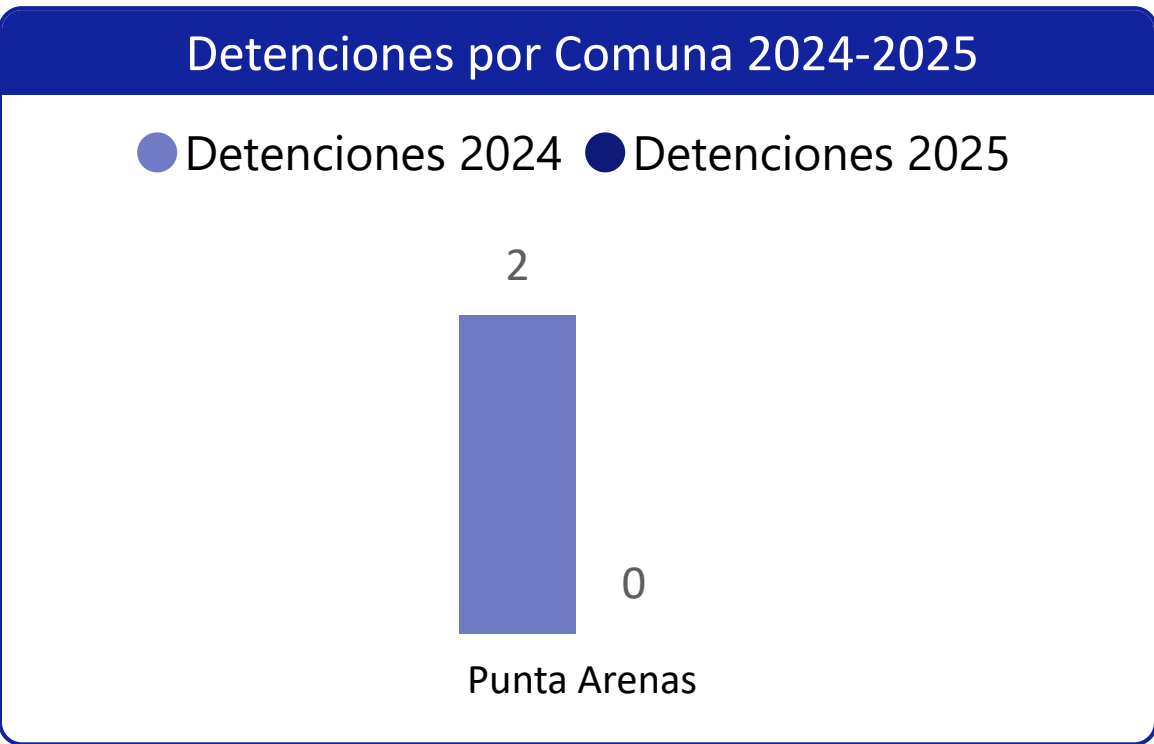 Detenciones por Comuna 2024-2025
Detenciones 2024 Detenciones 2025
2
0
Punta Arenas